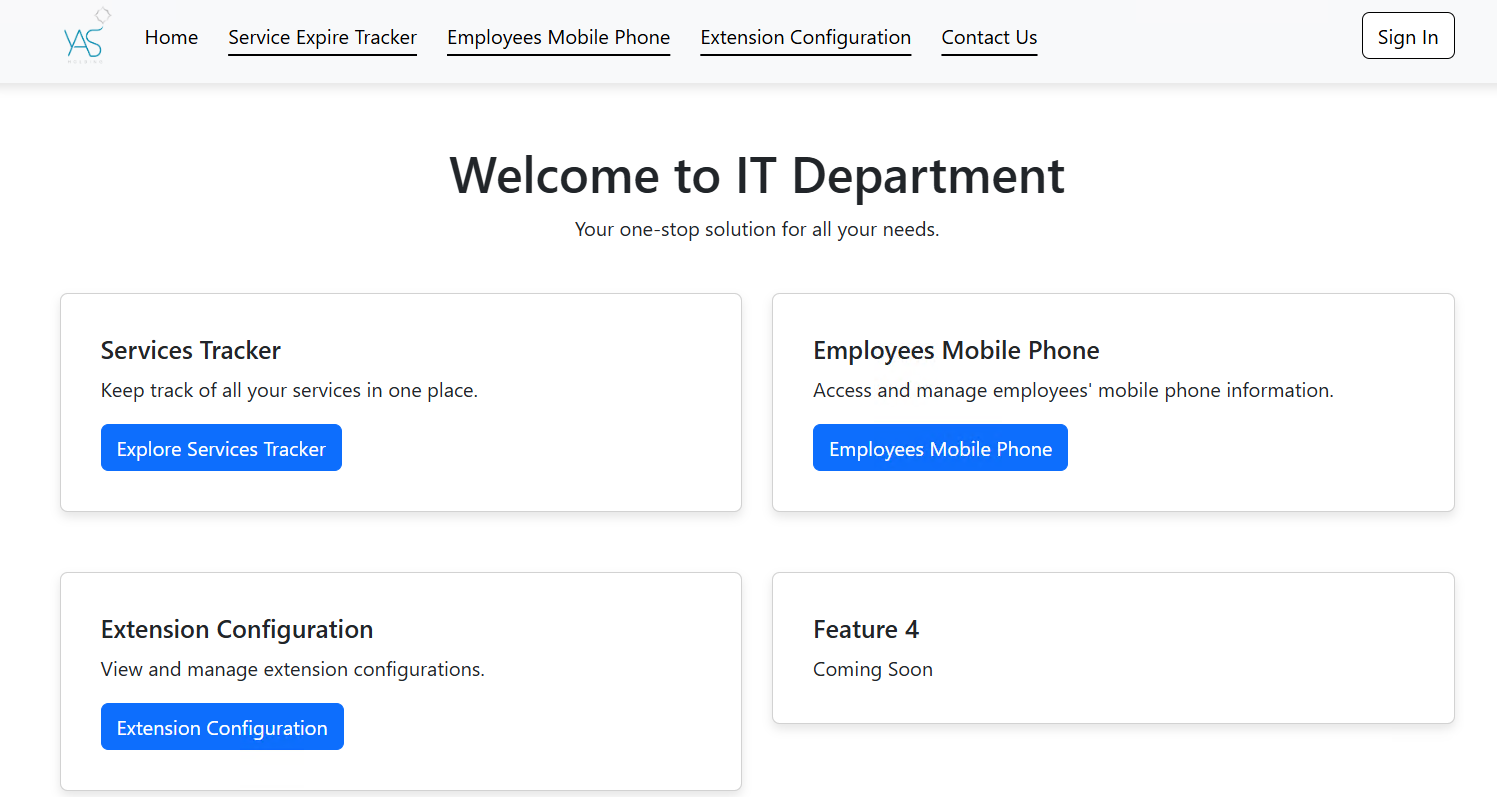 YAS
HOLDING
Home
Service Expire Tracker
Employees Mobile Phone
Extension Configuration
Contact Us
Sign In
Welcome to IT Department
Your one-stop solution for all your needs.
Services Tracker
Keep track of all your services in one place.
Explore Services Tracker
Employees Mobile Phone
Access and manage employees' mobile phone information.
Employees Mobile Phone
Extension Configuration
View and manage extension configurations.
Extension Configuration
Feature 4
Coming Soon